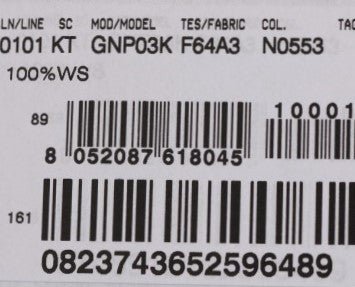 LN/LINE SC MOD/MODEL TES/FABRIC COL. TA
0101 KT GNP03K F64A3 N0553
100%WS
89 10001
8 052087 618045
161
0823743652596489